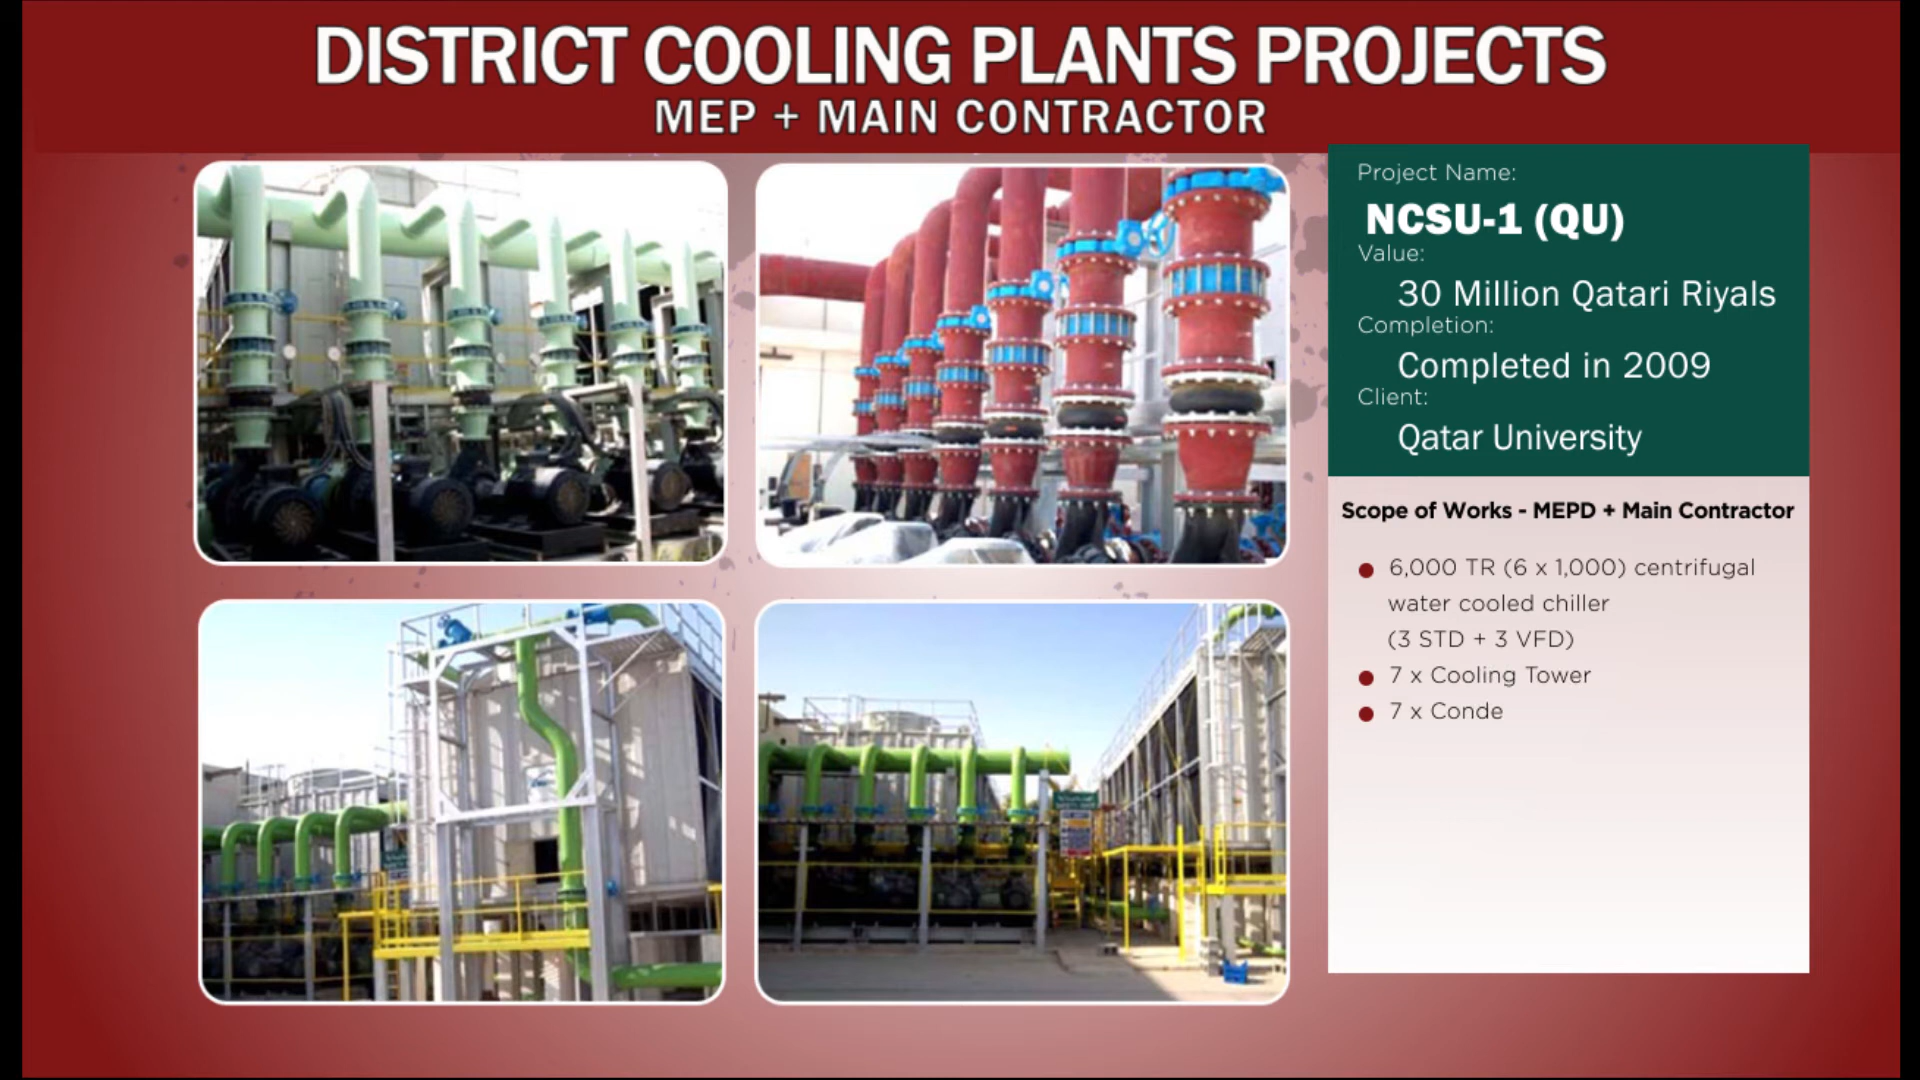 DISTRICT COOLING PLANTS PROJECTS
MEP + MAIN CONTRACTOR
Project Name:
NCSU-1 (QU)
Value:
30 Million Qatari Riyals
Completion:
Completed in 2009
Client:
Qatar University
Scope of Works - MEPD + Main Contractor
6,000 TR (6 x 1,000) centrifugal
water cooled chiller
(3 STD + 3 VFD)
7 x Cooling Tower
7 x Conde